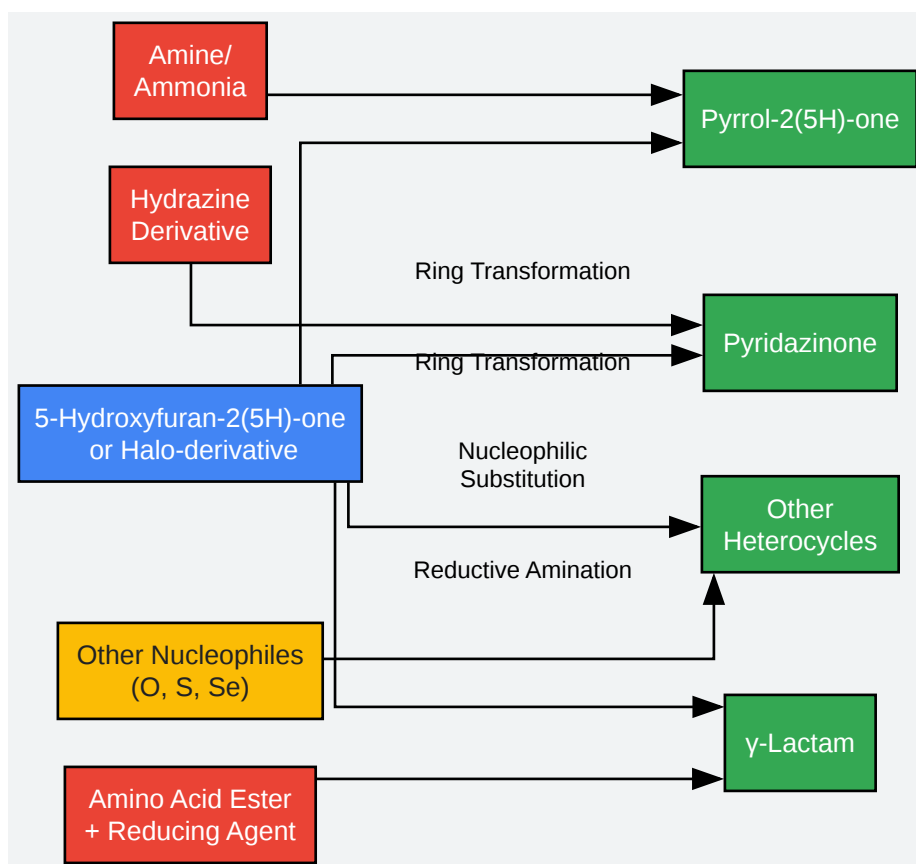 Amine/
Ammonia
Pyrrol-2(5H)-one
Hydrazine
Derivative
Ring Transformation
Pyridazinone
Ring Transformation
5-Hydroxyfuran-2(5H)-one
or Halo-derivative
Nucleophilic
Substitution
Other
Heterocycles
Reductive Amination
Other Nucleophiles
(O, S, Se)
γ-Lactam
Amino Acid Ester
+ Reducing Agent